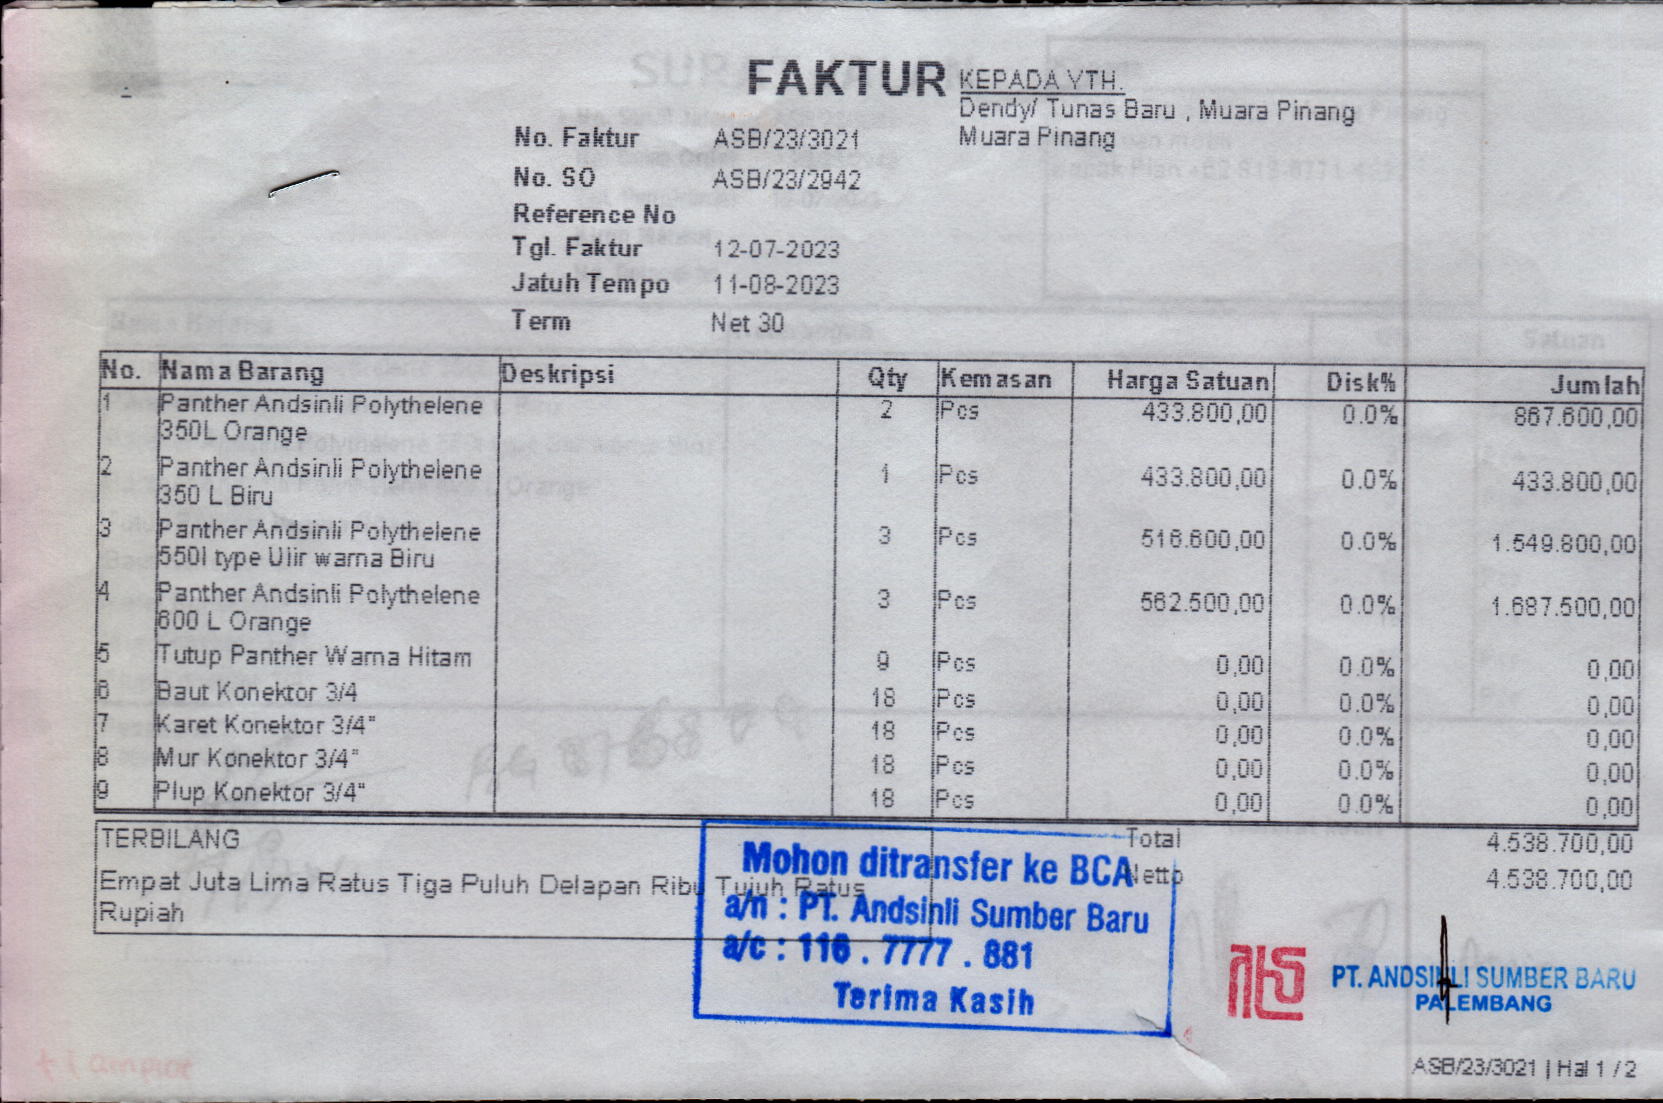 FAKTUR
KEPADA YTH.
Dendy/ Tunas Baru , Muara Pinang
Muara Pinang
No. Faktur ASB/23/3021
No. SO ASB/23/2942
Reference No
Tgl. Faktur 12-07-2023
Jatuh Tempo 11-08-2023
Term Net 30
No. Nama Barang Deskripsi Qty Kemasan Harga Satuan Disk% Jumlah
1 Panther Andsinli Polythelene 2 Pcs 433.800,00 0.0% 867.600,00
350L Orange
2 Panther Andsinli Polythelene 1 Pcs 433.800,00 0.0% 433.800,00
350 L Biru
3 Panther Andsinli Polythelene 3 Pcs 516.600,00 0.0% 1.549.800,00
550l type Ulir warna Biru
4 Panther Andsinli Polythelene 3 Pcs 562.500,00 0.0% 1.687.500,00
600 L Orange
5 Tutup Panther Warna Hitam 9 Pcs 0,00 0.0% 0,00
6 Baut Konektor 3/4 18 Pcs 0,00 0.0% 0,00
7 Karet Konektor 3/4" 18 Pcs 0,00 0.0% 0,00
8 Mur Konektor 3/4" 18 Pcs 0,00 0.0% 0,00
9 Plup Konektor 3/4" 18 Pcs 0,00 0.0% 0,00
TERBILANG
Empat Juta Lima Ratus Tiga Puluh Delapan Ribu Tujuh Ratus
Rupiah
Total 4.538.700,00
Netto 4.538.700,00
Mohon ditransfer ke BCA
a/n : PT. Andsinli Sumber Baru
a/c : 116 . 7777 . 881
Terima Kasih
PT. ANDSINLI SUMBER BARU
PALEMBANG
ASB/23/3021 | Hal 1 / 2